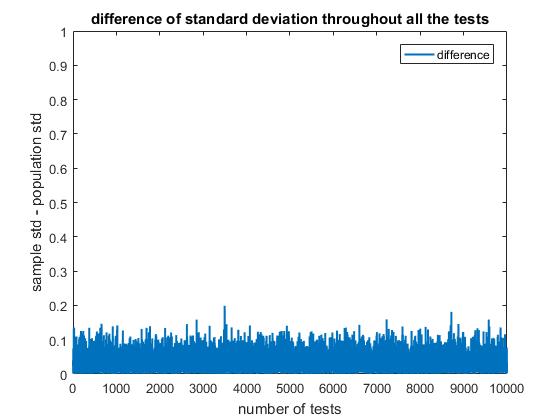 difference of standard deviation throughout all the tests
1
0.9
0.8
0.7
0.6
0.5
0.4
0.3
0.2
0.1
0
sample std - population std
difference
0 1000 2000 3000 4000 5000 6000 7000 8000 9000 10000
number of tests